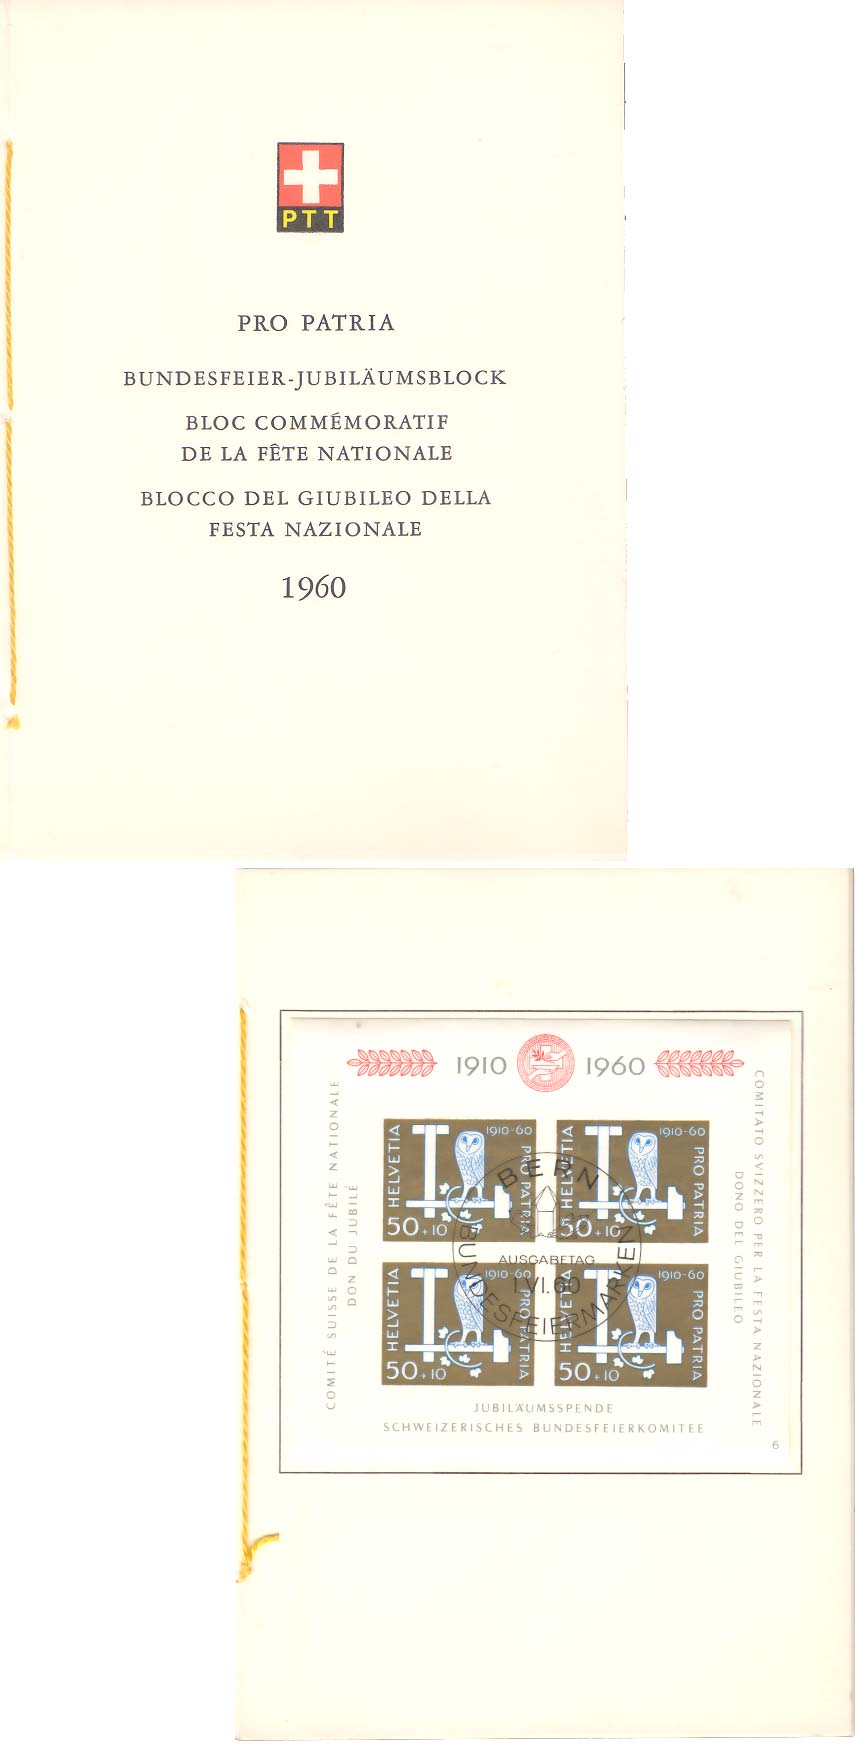 PTT
PRO PATRIA
BUNDESFEIER-JUBILÄUMSBLOCK
BLOC COMMÉMORATIF
DE LA FÊTE NATIONALE
BLOCCO DEL GIUBILEO DELLA
FESTA NAZIONALE
1960
1910 1960
COMITÉ SUISSE DE LA FÊTE NATIONALE
DON DU JUBILÉ
HELVETIA
1910-60
PRO PATRIA
50+10
HELVETIA
1910-60
PRO PATRIA
50+10
HELVETIA
1910-60
PRO PATRIA
50+10
HELVETIA
1910-60
PRO PATRIA
50+10
BERN
AUSGABETAG
1.VI.60
BUNDESFEIERMARKEN
COMITATO SVIZZERO PER LA FESTA NAZIONALE
DONO DEL GIUBILEO
JUBILÄUMSSPENDE
SCHWEIZERISCHES BUNDESFEIERKOMITEE
6